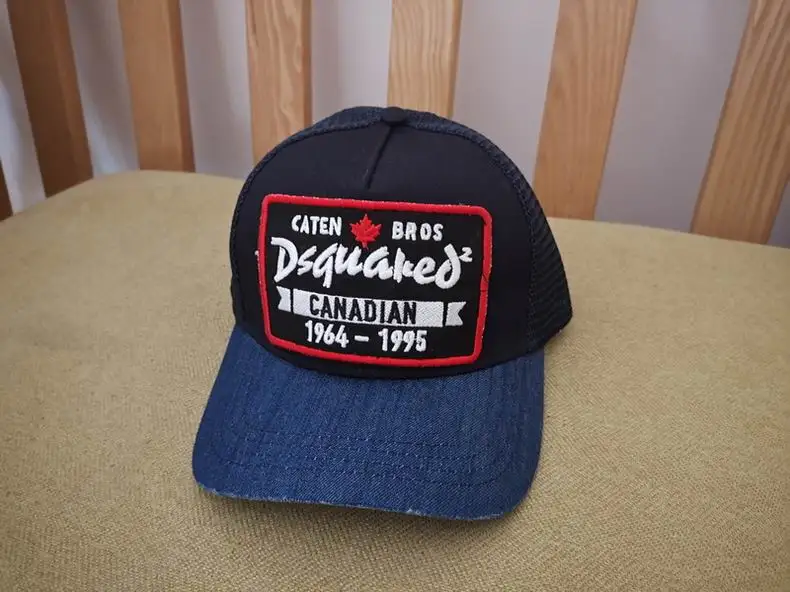 CATEN BROS
Dsquared²
CANADIAN
1964 - 1995